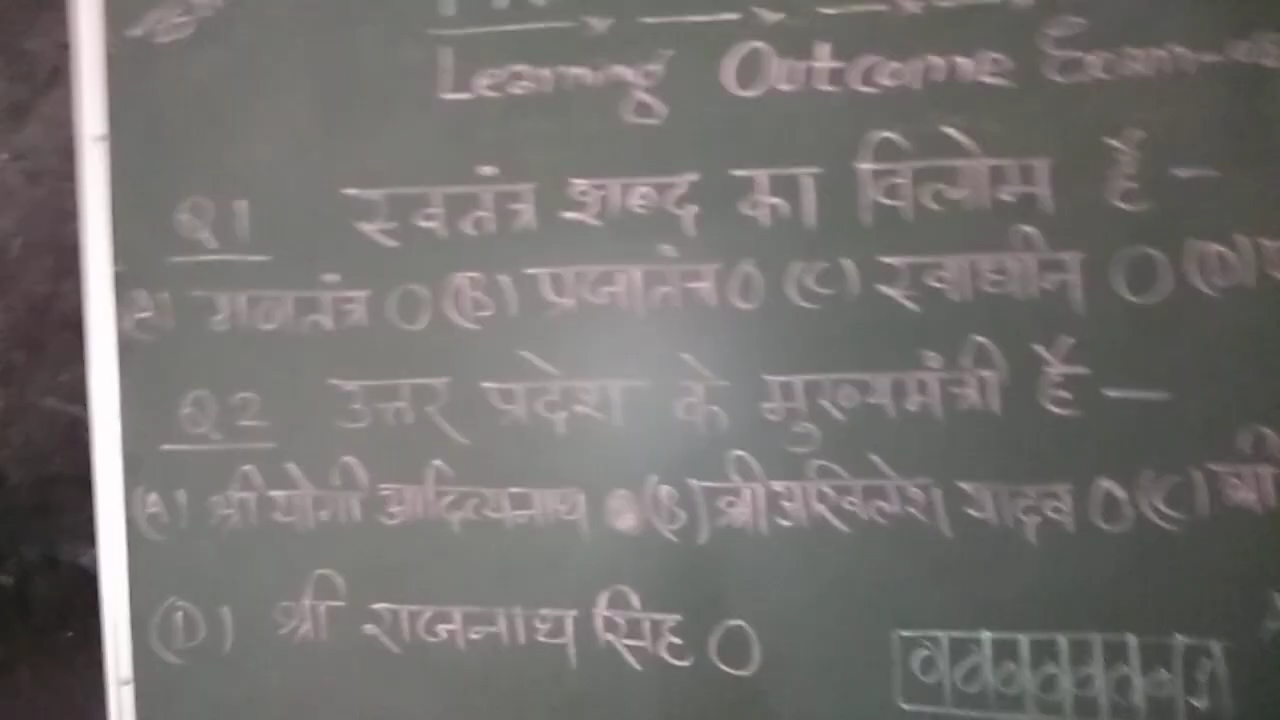 Learning Outcome Exam
Q1 स्वतंत्र शब्द का विलोम है –
(A) राजतंत्र O (B) प्रजातंत्र O (C) स्वाधीन O (D)
Q2 उत्तर प्रदेश के मुख्यमंत्री है –
(A) श्री योगी आदित्यनाथ ● (B) श्री अखिलेश यादव O (C) श्री
(D) श्री राजनाथ सिंह O